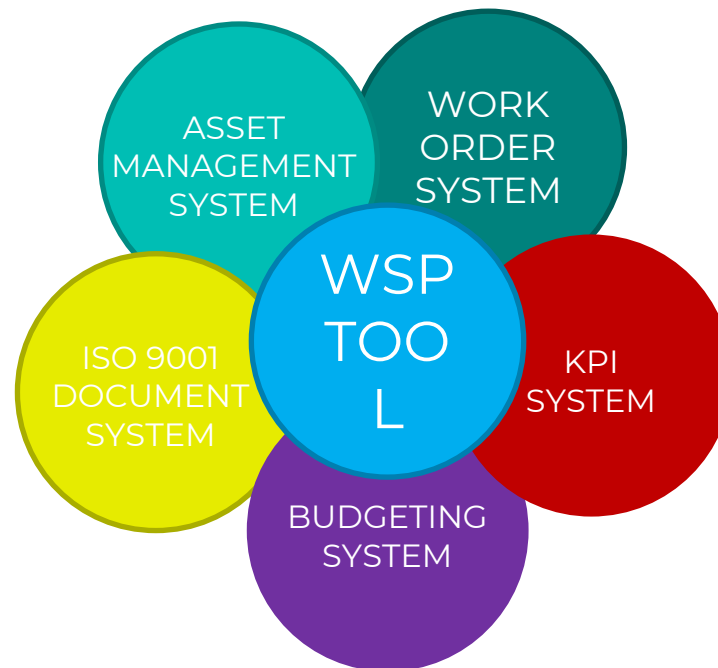 ASSET
MANAGEMENT
SYSTEM
WORK
ORDER
SYSTEM
WSP
TOO
L
ISO 9001
DOCUMENT
SYSTEM
KPI
SYSTEM
BUDGETING
SYSTEM